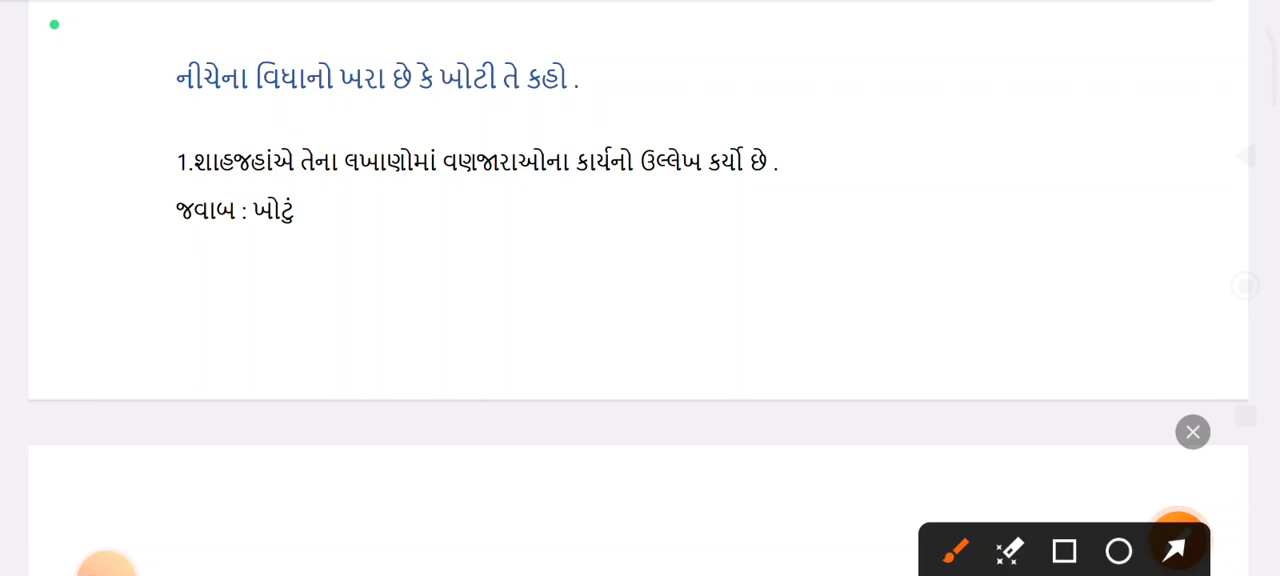 નીચેના વિધાનો ખરા છે કે ખોટી તે કહો .
1.શાહજહાંએ તેના લખાણોમાં વણજારાઓના કાર્યનો ઉલ્લેખ કર્યો છે .
જવાબ : ખોટું